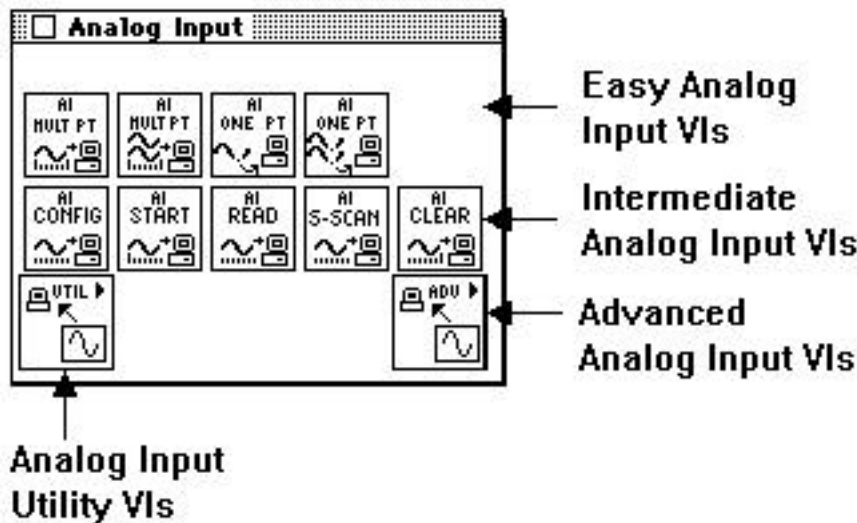 Analog Input
AI MULT PT
AI MULT PT
AI ONE PT
AI ONE PT
Easy Analog
Input VIs
AI CONFIG
AI START
AI READ
AI S-SCAN
AI CLEAR
Intermediate
Analog Input VIs
UTIL
ADV
Advanced
Analog Input VIs
Analog Input
Utility VIs